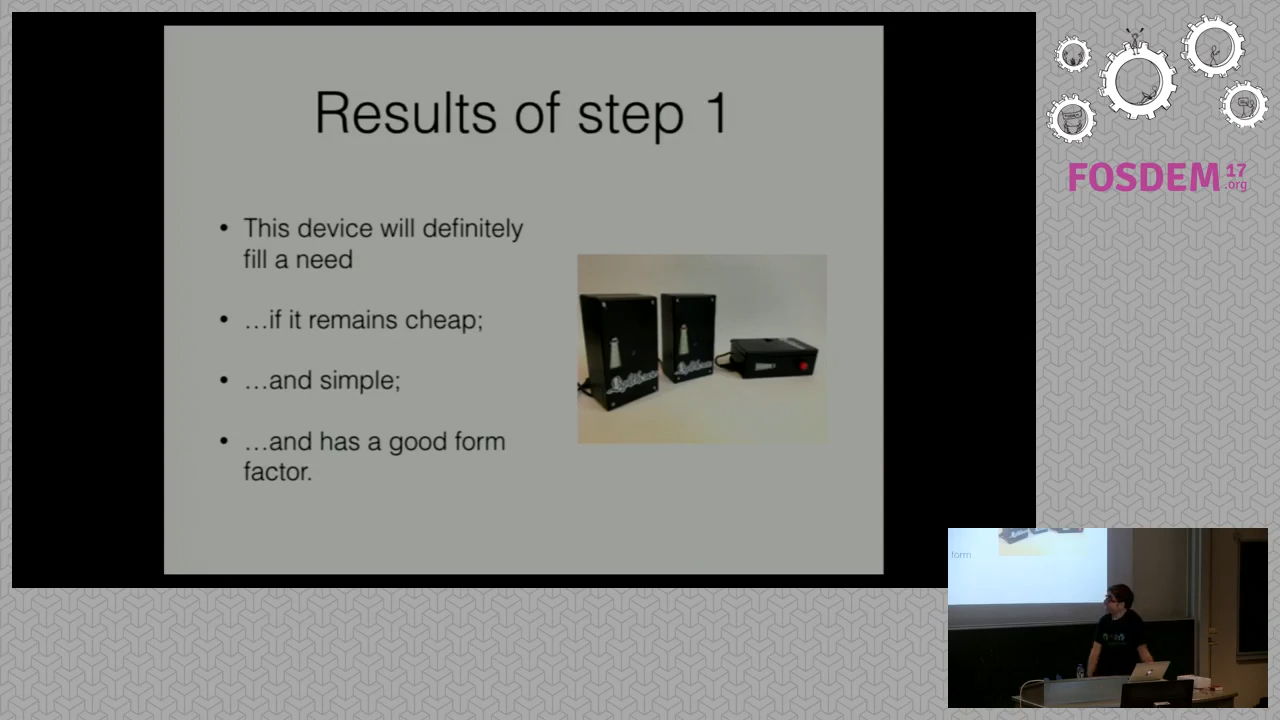 Results of step 1
• This device will definitely
fill a need
• …if it remains cheap;
• …and simple;
• …and has a good form
factor.
FOSDEM 17
.org
form